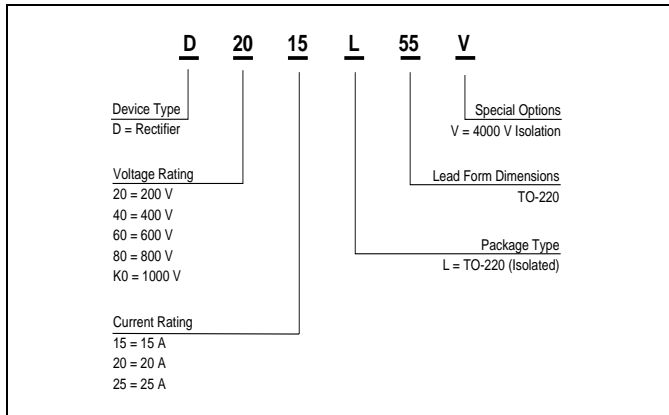 D 20 15 L 55 V
Device Type
D = Rectifier
Voltage Rating
20 = 200 V
40 = 400 V
60 = 600 V
80 = 800 V
K0 = 1000 V
Current Rating
15 = 15 A
20 = 20 A
25 = 25 A
Special Options
V = 4000 V Isolation
Lead Form Dimensions
TO-220
Package Type
L = TO-220 (Isolated)